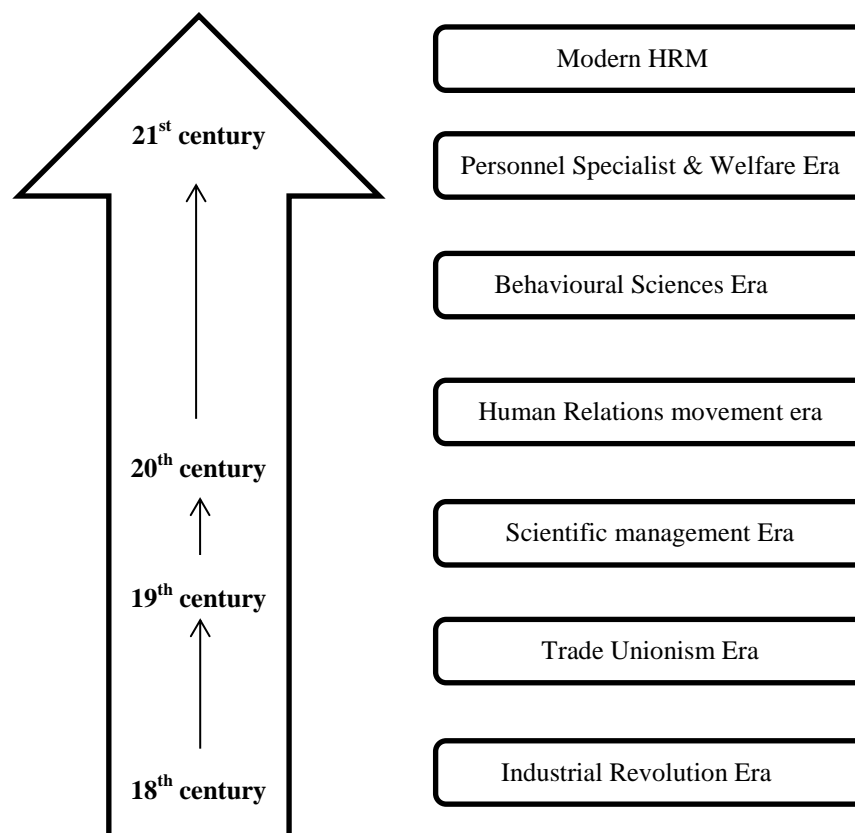 Modern HRM
21st century
Personnel Specialist & Welfare Era
Behavioural Sciences Era
Human Relations movement era
20th century
Scientific management Era
19th century
Trade Unionism Era
Industrial Revolution Era
18th century